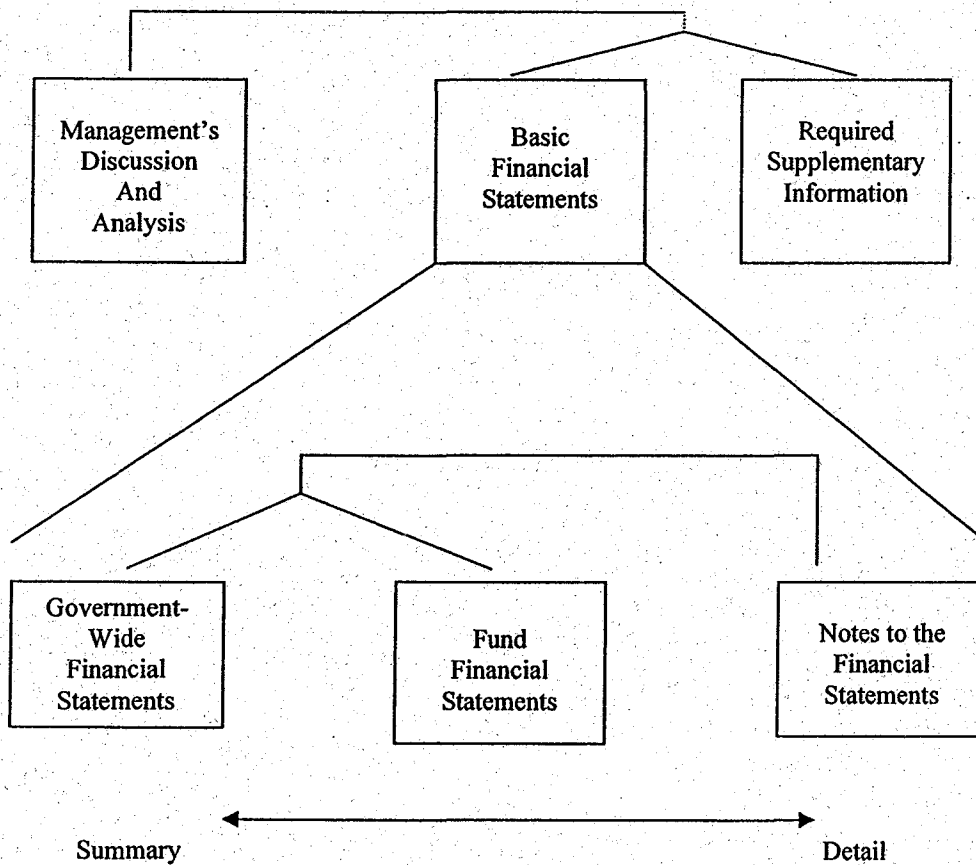 Management's
Discussion
And
Analysis
Basic
Financial
Statements
Required
Supplementary
Information
Government-
Wide
Financial
Statements
Fund
Financial
Statements
Notes to the
Financial
Statements
Summary
Detail